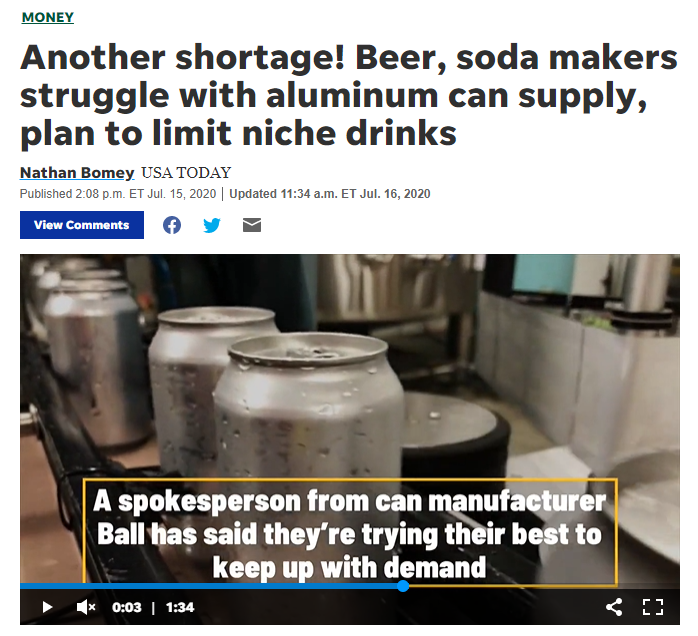 MONEY
Another shortage! Beer, soda makers
struggle with aluminum can supply,
plan to limit niche drinks
Nathan Bomey USA TODAY
Published 2:08 p.m. ET Jul. 15, 2020 | Updated 11:34 a.m. ET Jul. 16, 2020
View Comments
A spokesperson from can manufacturer
Ball has said they're trying their best to
keep up with demand
0:03 | 1:34